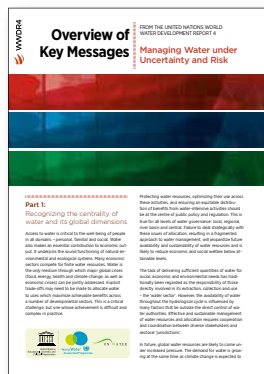 WWDR4
Overview of
Key Messages
FROM THE UNITED NATIONS WORLD
WATER DEVELOPMENT REPORT 4
Managing Water under
Uncertainty and Risk
Part 1:
Recognizing the centrality of
water and its global dimensions
Access to water is critical to the well-being of people
in all domains – personal, familial and social. Water
also makes an essential contribution to economic out-
put. It underpins the sound functioning of natural en-
vironmental and ecological systems. Many economic
sectors compete for finite water resources. Water is
the only medium through which major global crises
(food, energy, health and climate change, as well as
economic crises) can be jointly addressed. Explicit
trade-offs may need to be made to allocate water
to uses which maximize achievable benefits across
a number of developmental sectors. This is a critical
challenge, but one whose achievement is difficult and
complex in practice.
Protecting water resources, optimizing their use across
these activities, and ensuring an equitable distribu-
tion of benefits from water-intensive activities should
be at the centre of public policy and regulation. This is
true for all levels of water governance: local, regional,
river basin and central. Failure to deal strategically with
these issues of allocation, resulting in a fragmented
approach to water management, will jeopardize future
availability and sustainability of water resources and is
likely to reduce economic and social welfare below at-
tainable levels.
The task of delivering sufficient quantities of water for
social, economic and environmental needs has tradi-
tionally been regarded as the responsibility of those
directly involved in its extraction, collection and use
– the 'water sector'. However, the availability of water
throughout the hydrological cycle is influenced by
many factors that lie outside the direct control of wa-
ter authorities. Effective and sustainable management
of water resources and allocation requires cooperation
and coordination between diverse stakeholders and
sectoral 'jurisdictions'.
In future, global water resources are likely to come un-
der increased pressure. The demand for water is grow-
ing at the same time as climate change is expected to
UN WATER